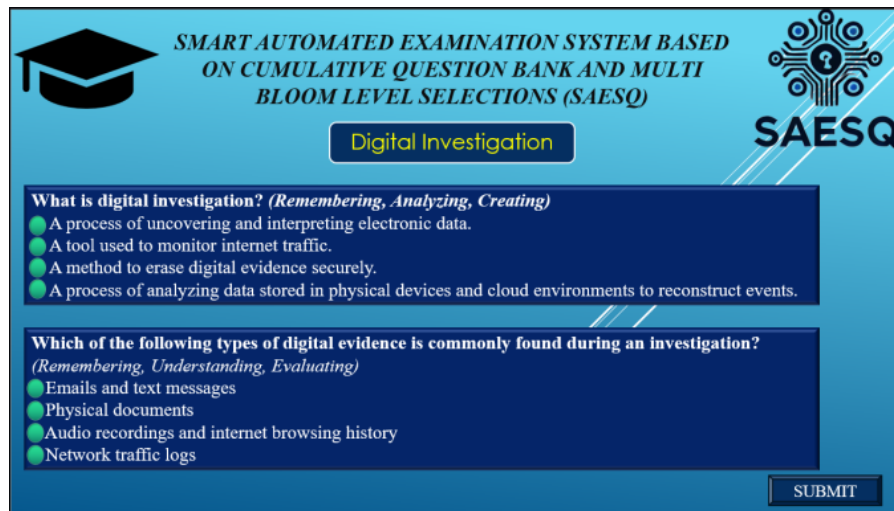 SMART AUTOMATED EXAMINATION SYSTEM BASED
ON CUMULATIVE QUESTION BANK AND MULTI
BLOOM LEVEL SELECTIONS (SAESQ)
SAESQ
Digital Investigation
What is digital investigation? (Remembering, Analyzing, Creating)
A process of uncovering and interpreting electronic data.
A tool used to monitor internet traffic.
A method to erase digital evidence securely.
A process of analyzing data stored in physical devices and cloud environments to reconstruct events.
Which of the following types of digital evidence is commonly found during an investigation?
(Remembering, Understanding, Evaluating)
Emails and text messages
Physical documents
Audio recordings and internet browsing history
Network traffic logs
SUBMIT